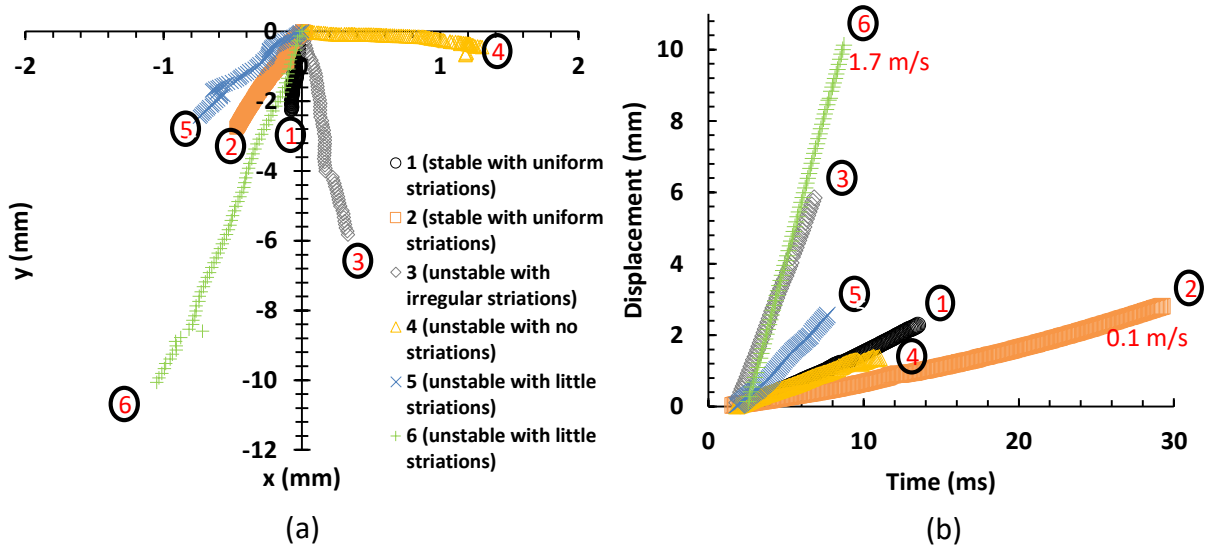 0
-2
-4
-6
-8
-10
-12
-2
-1
0
1
2
y (mm)
x (mm)
1
2
3
4
5
6
1 (stable with uniform
striations)
2 (stable with uniform
striations)
3 (unstable with
irregular striations)
4 (unstable with no
striations)
5 (unstable with little
striations)
6 (unstable with little
striations)
(a)
10
8
6
4
2
0
0
10
20
30
Displacement (mm)
Time (ms)
6
1.7 m/s
3
5
1
4
2
0.1 m/s
(b)